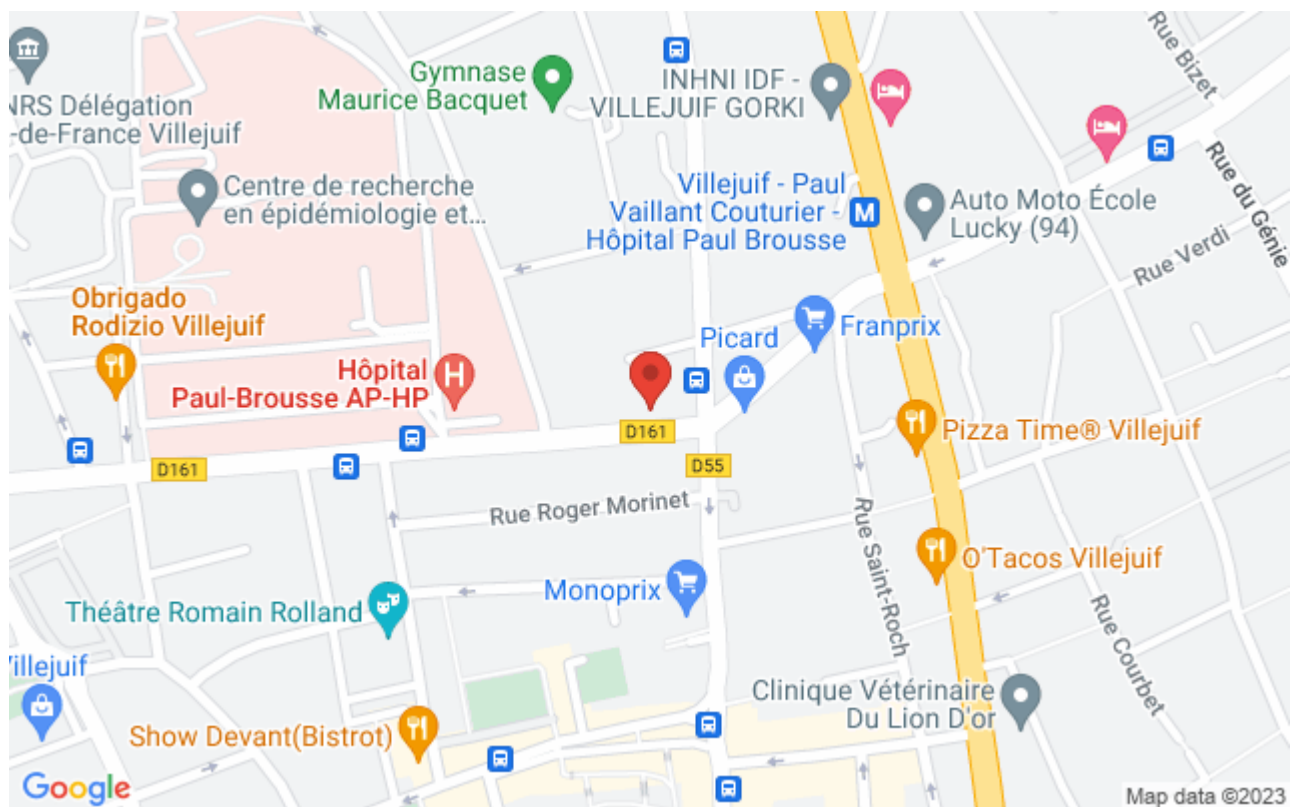 Gymnase
Maurice Bacquet
INHNI IDF -
VILLEJUIF GORKI
Rue Bizet
NRS Délégation
-de-France Villejuif
Rue du Génie
Centre de recherche
en épidémiologie et...
Villejuif - Paul
Vaillant Couturier -
Hôpital Paul Brousse
M
Auto Moto École
Lucky (94)
Rue Verdi
Obrigado
Rodizio Villejuif
Picard
Franprix
Hôpital
Paul-Brousse AP-HP
H
D161
Pizza Time® Villejuif
D161
D55
Rue Roger Morinet
Rue Saint-Roch
O'Tacos Villejuif
Monoprix
Théâtre Romain Rolland
Rue Courbet
Villejuif
Clinique Vétérinaire
Du Lion D'or
Show Devant(Bistrot)
Google
Map data ©2023